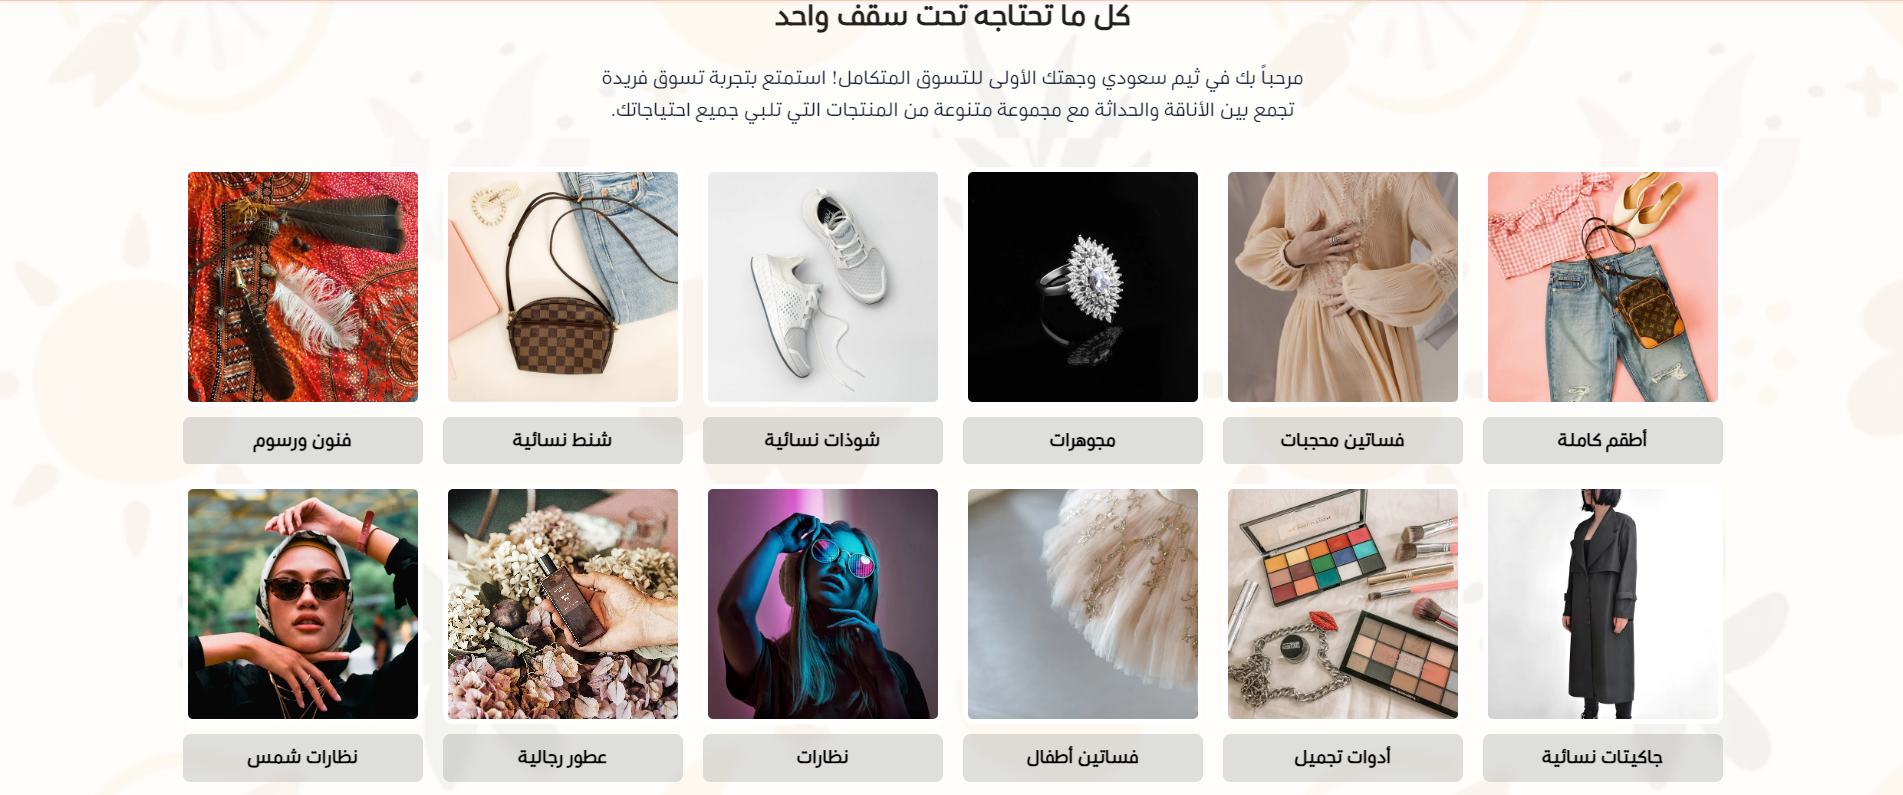 كل ما تحتاجه تحت سقف واحد
مرحباً بك في ثيم سعودي وجهتك الأولى للتسوق المتكامل! استمتع بتجربة تسوق فريدة
تجمع بين الأناقة والحداثة مع مجموعة متنوعة من المنتجات التي تلبي جميع احتياجاتك.
أطقم كاملة
فساتين محجبات
مجوهرات
شوذات نسائية
شنط نسائية
فنون ورسوم
جاكيتات نسائية
أدوات تجميل
فساتين أطفال
نظارات
عطور رجالية
نظارات شمس